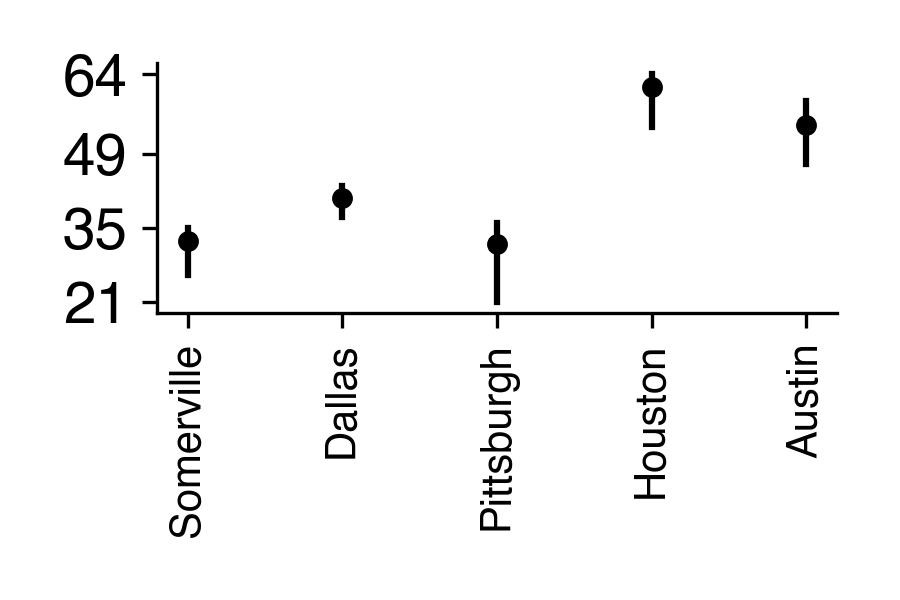 64
49
35
21
Somerville
Dallas
Pittsburgh
Houston
Austin